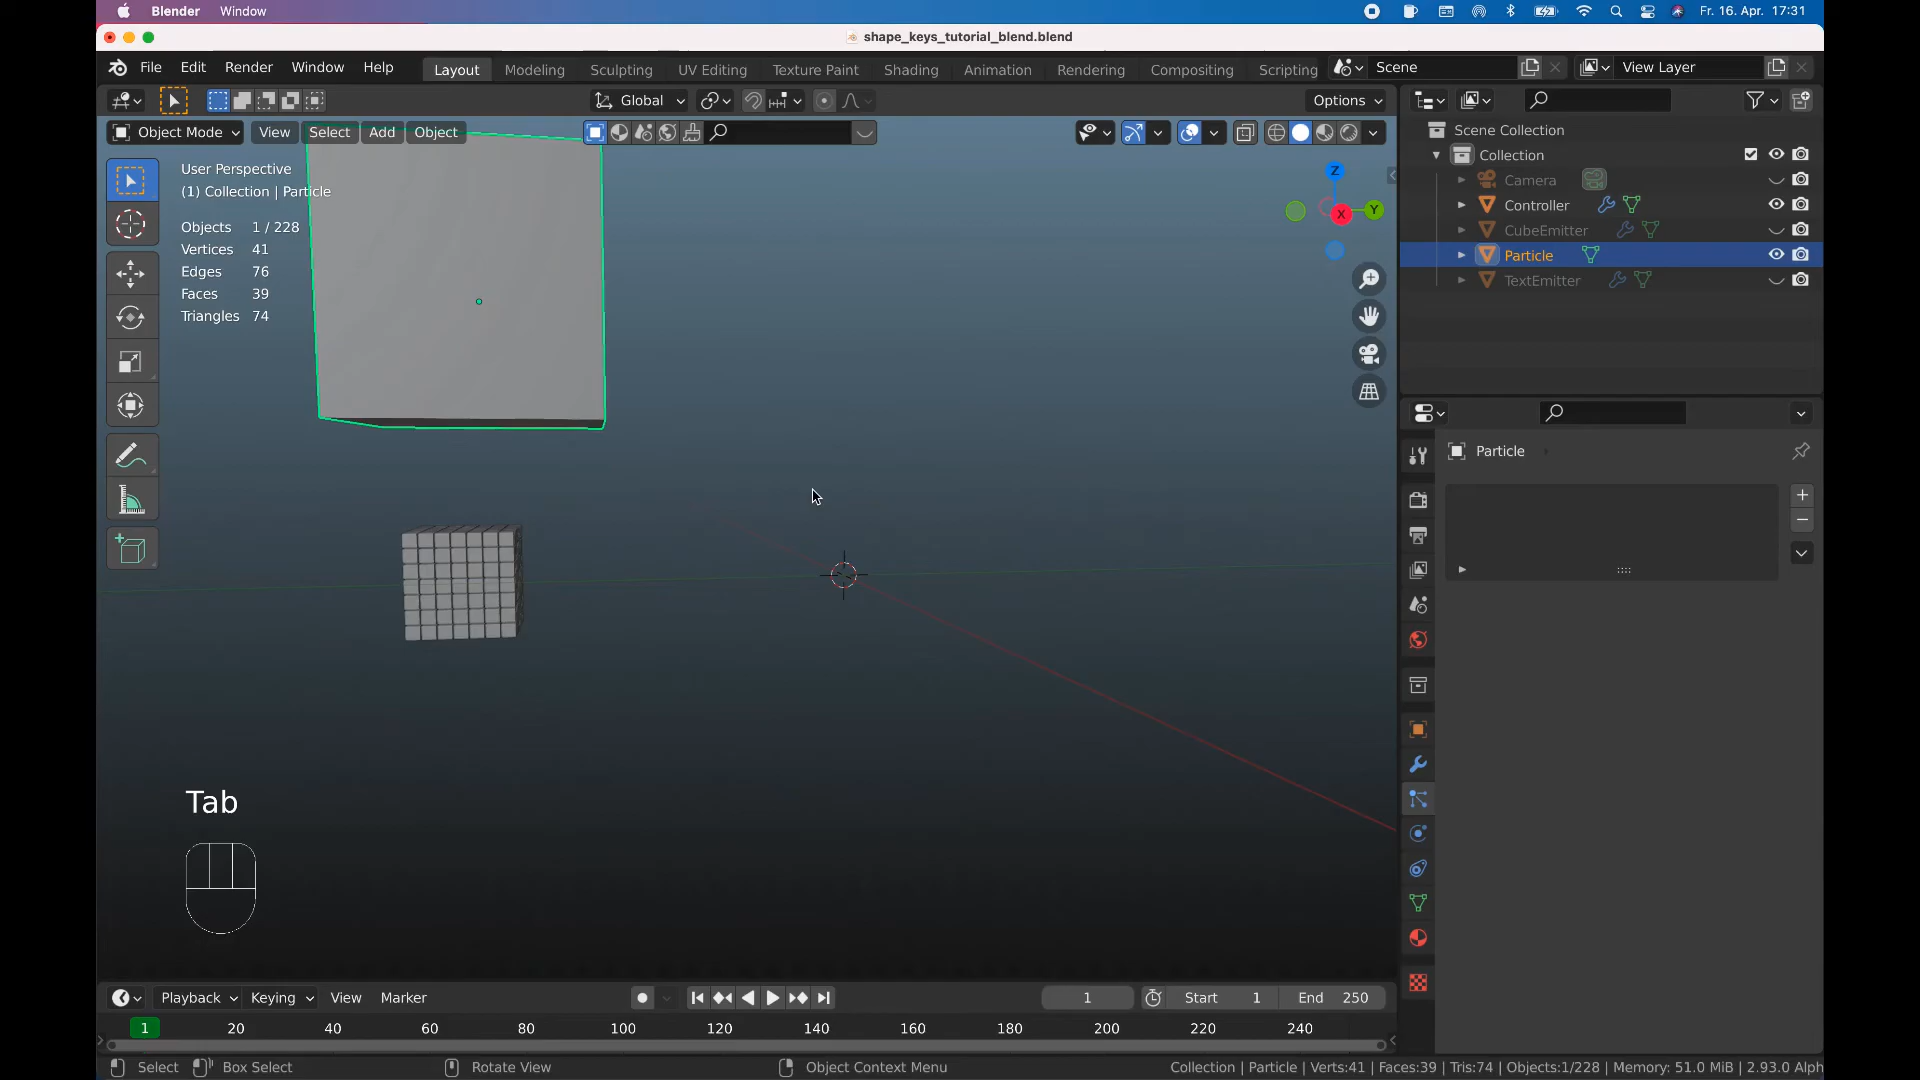 Blender Window Fr. 16. Apr. 17:31
shape_keys_tutorial_blend.blend
File Edit Render Window Help Layout Modeling Sculpting UV Editing Texture Paint Shading Animation Rendering Compositing Scripting Scene View Layer
Global Options
Object Mode View Select Add Object
Scene Collection
Collection
Camera
Controller
CubeEmitter
Particle
TextEmitter
User Perspective
(1) Collection | Particle
Objects 1 / 228
Vertices 41
Edges 76
Faces 39
Triangles 74
Z
X
Y
Particle
Tab
Playback Keying View Marker 1 Start 1 End 250
1 20 40 60 80 100 120 140 160 180 200 220 240
Select Box Select Rotate View Object Context Menu Collection | Particle | Verts:41 | Faces:39 | Tris:74 | Objects:1/228 | Memory: 51.0 MiB | 2.93.0 Alph